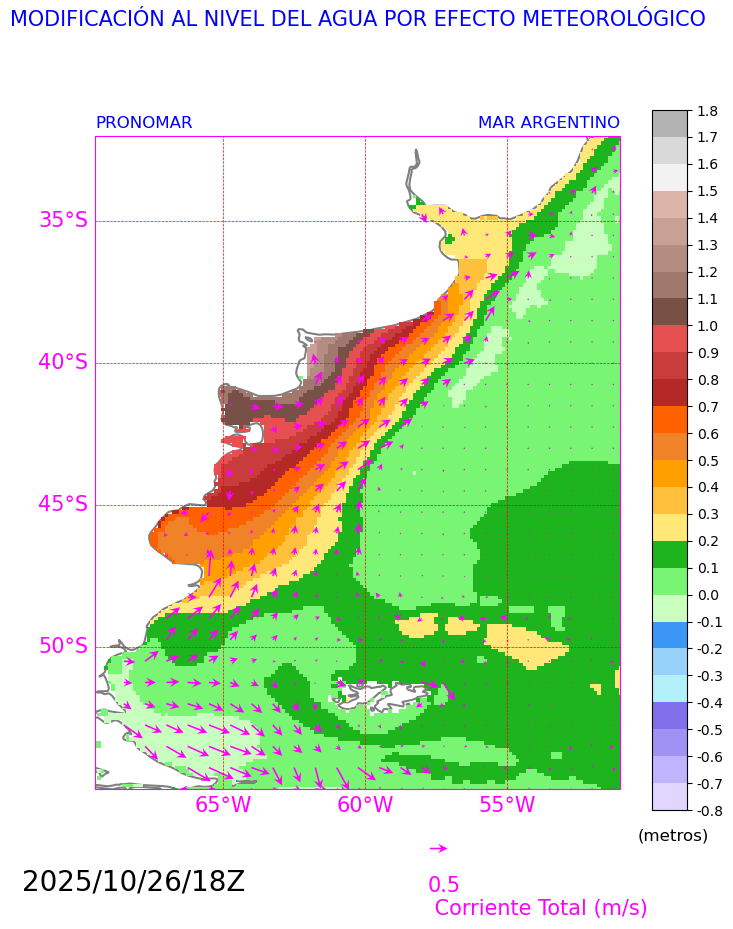 MODIFICACIÓN AL NIVEL DEL AGUA POR EFECTO METEOROLÓGICO
PRONOMAR
MAR ARGENTINO
35°S
40°S
45°S
50°S
65°W
60°W
55°W
1.8
1.7
1.6
1.5
1.4
1.3
1.2
1.1
1.0
0.9
0.8
0.7
0.6
0.5
0.4
0.3
0.2
0.1
0.0
-0.1
-0.2
-0.3
-0.4
-0.5
-0.6
-0.7
-0.8
(metros)
2025/10/26/18Z
0.5
Corriente Total (m/s)